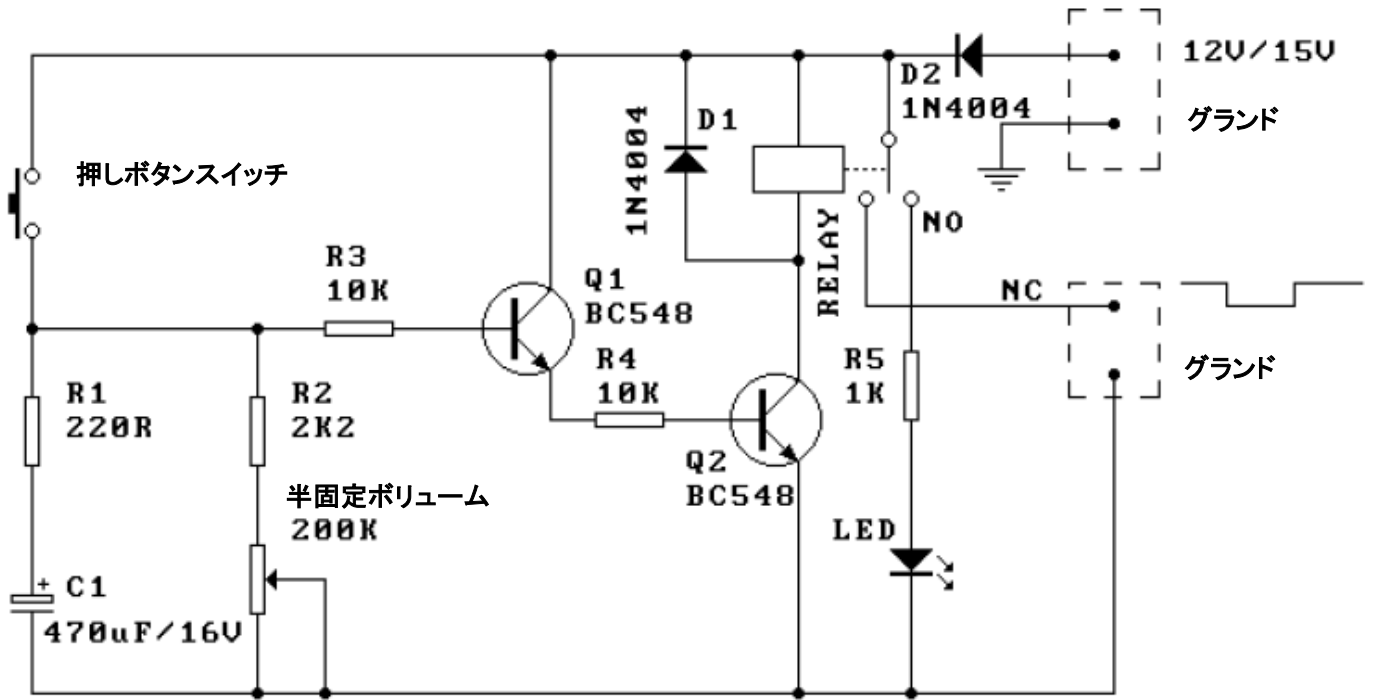 12V/15V
D2
1N4004
グランド
D1
1N4004
押しボタンスイッチ
RELAY
NO
R3
10K
Q1
BC548
NC
R4
10K
R5
1K
グランド
R1
220R
R2
2K2
Q2
BC548
半固定ボリューム
200K
LED
+
C1
470uF/16V